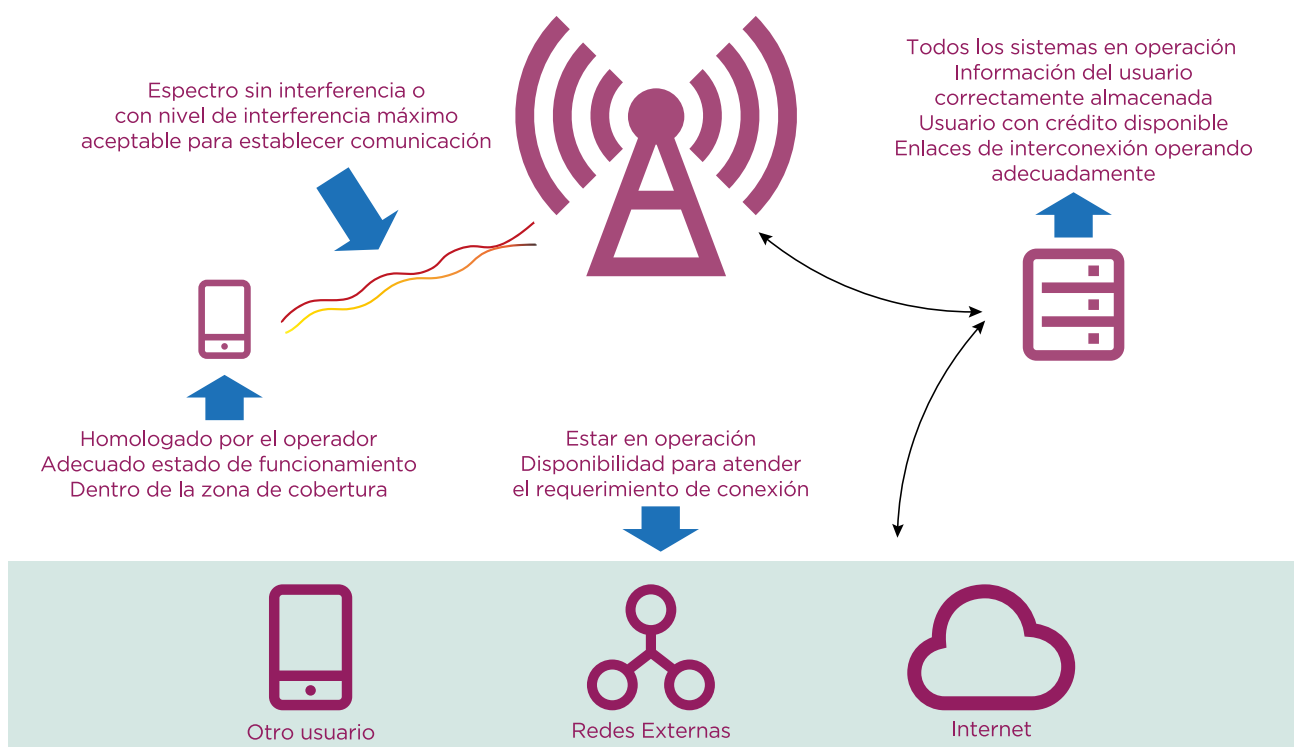 Espectro sin interferencia o
con nivel de interferencia máximo
aceptable para establecer comunicación
Todos los sistemas en operación
Información del usuario
correctamente almacenada
Usuario con crédito disponible
Enlaces de interconexión operando
adecuadamente
Homologado por el operador
Adecuado estado de funcionamiento
Dentro de la zona de cobertura
Estar en operación
Disponibilidad para atender
el requerimiento de conexión
Otro usuario
Redes Externas
Internet